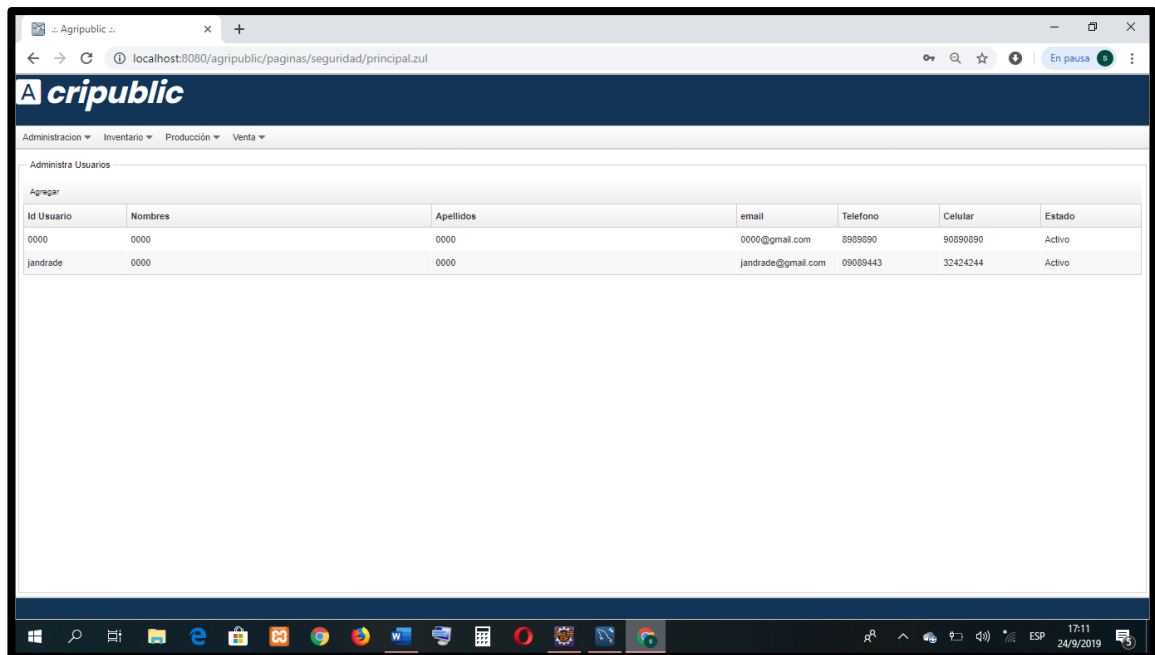 .:. Agripublic .:.
localhost:8080/agripublic/paginas/seguridad/principal.zul
En pausa
S
A cripublic
Administracion Inventario Producción Venta
Administra Usuarios
Agregar
Id Usuario Nombres Apellidos email Telefono Celular Estado
0000 0000 0000 0000@gmail.com 8989890 90890890 Activo
jandrade 0000 0000 jandrade@gmail.com 09089443 32424244 Activo
ESP
17:11
24/9/2019
5